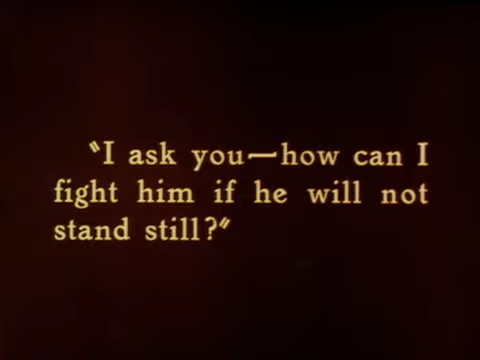 "I ask you—how can I
fight him if he will not
stand still?"